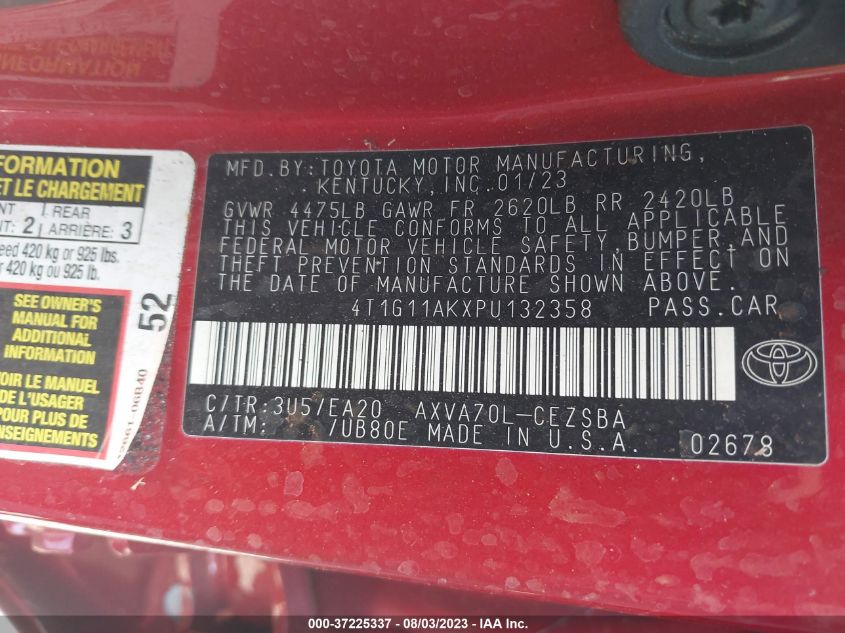 INFORMATION
FORMATION
ET LE CHARGEMENT
1 REAR
2 ARRIÈRE: 3
420 kg or 925 lbs.
420 kg ou 925 lb.
SEE OWNER'S
MANUAL FOR
ADDITIONAL
INFORMATION
VOIR LE MANUEL
DE L'USAGER
POUR PLUS DE
RENSEIGNEMENTS
52
MFD.BY:TOYOTA MOTOR MANUFACTURING,
KENTUCKY, INC. 01/23
GVWR 4475LB GAWR FR 2620LB RR 2420LB
THIS VEHICLE CONFORMS TO ALL APPLICABLE
FEDERAL MOTOR VEHICLE SAFETY, BUMPER, AND
THEFT PREVENTION STANDARDS IN EFFECT ON
THE DATE OF MANUFACTURE SHOWN ABOVE.
4T1G11AKXPU132358 PASS.CAR
C/TR:3U5/EA20 AXVA70L-CEZSBA
A/TM: /UB80E MADE IN U.S.A. 02678
000-37225337 - 08/03/2023 - COPYRIGHT IAA, Inc.